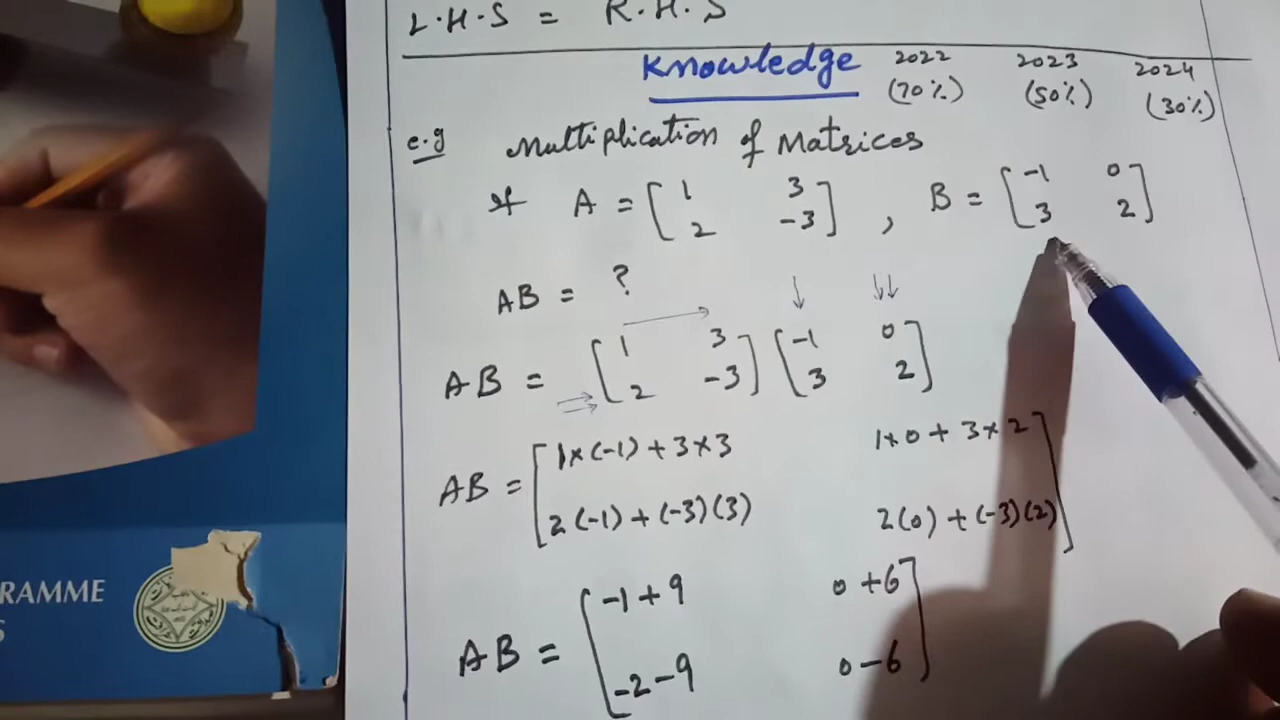 L.H.S = R.H.S
Knowledge 2022 2023 2024
(70%) (50%) (30%)
e.g Multiplication of Matrices
If A = [ 1 3 ] , B = [ -1 0 ]
[ 2 -3 ] [ 3 2 ]
AB = ?
AB = [ 1 3 ] [ -1 0 ]
[ 2 -3 ] [ 3 2 ]
AB = [ 1×(-1)+3×3 1×0+3×2 ]
[ 2(-1)+(-3)(3) 2(0)+(-3)(2) ]
AB = [ -1+9 0+6 ]
[ -2-9 0-6 ]
RAMME
S